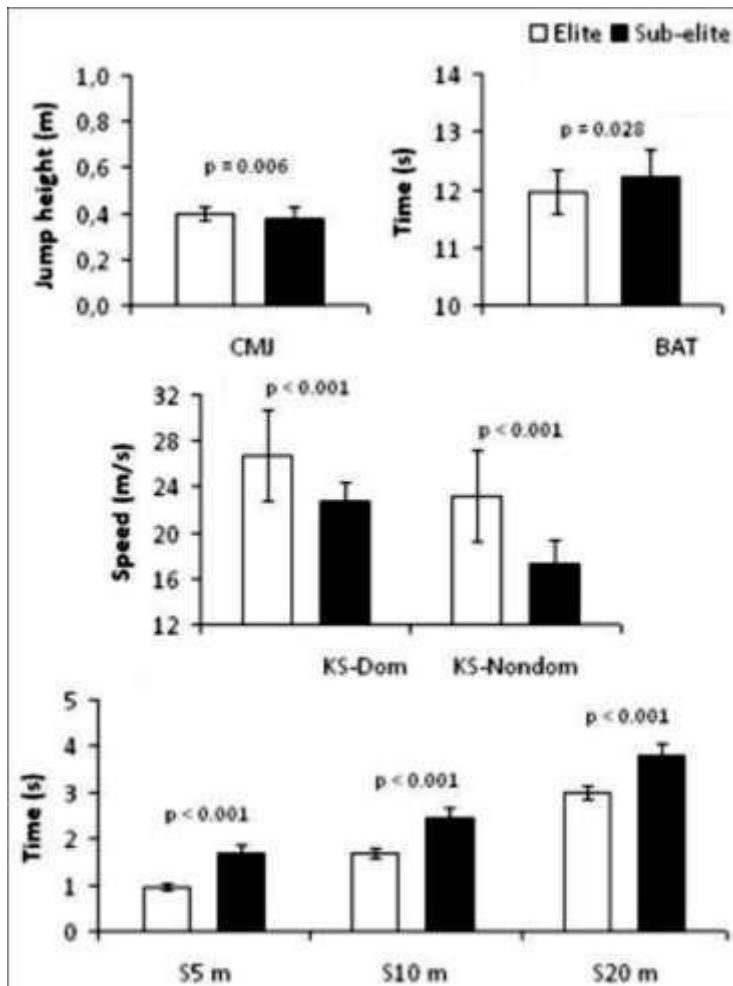 Elite Sub-elite
Jump height (m)
1,0
0,8
0,6
0,4
0,2
0,0
p = 0.006
CMJ
Time (s)
14
13
12
11
10
p = 0.028
BAT
Speed (m/s)
32
28
24
20
16
12
p < 0.001
p < 0.001
KS-Dom KS-Nondom
Time (s)
5
4
3
2
1
0
p < 0.001
p < 0.001
p < 0.001
S5 m S10 m S20 m